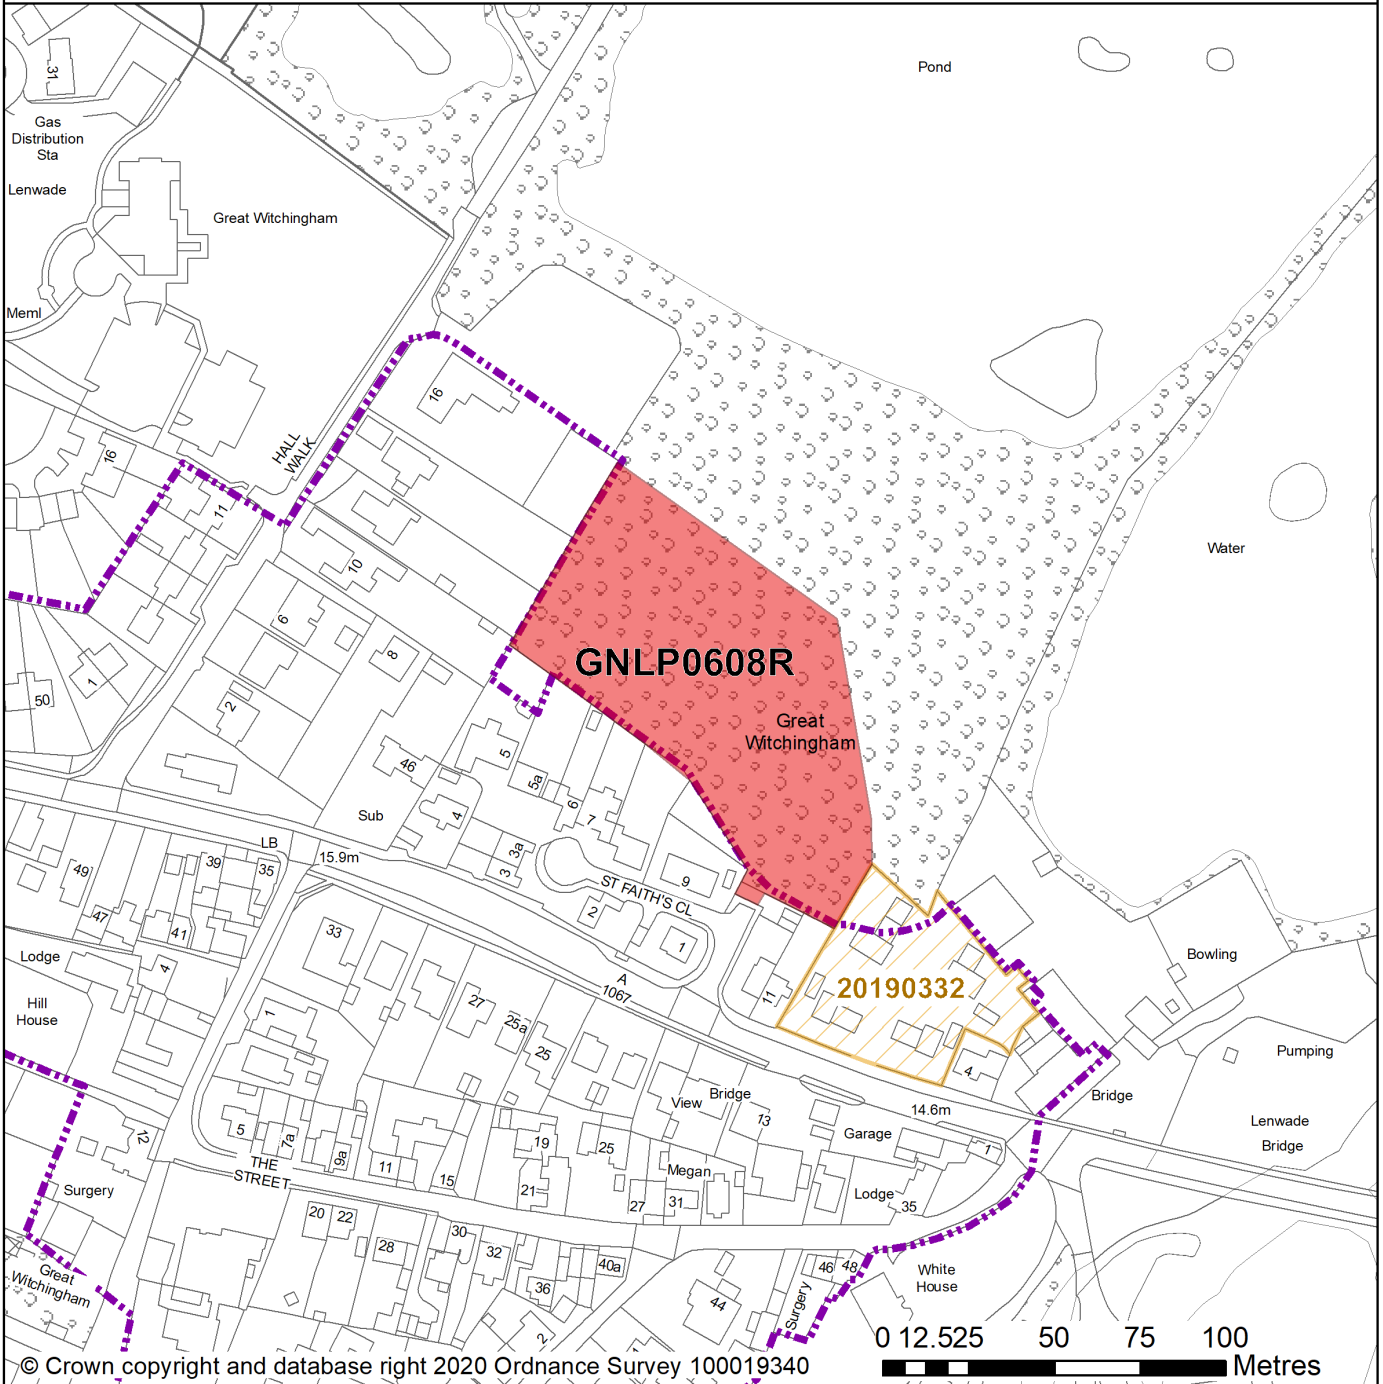 Pond
31
Gas
Distribution
Sta
Lenwade
Great Witchingham
Meml
16
HALL
WALK
16
11
10
6
8
50
1
2
GNLP0608R
Great
Witchingham
Water
46
5
5a
6
7
4
Sub
LB
15.9m
3a
3
9
ST FAITH'S CL
2
1
49
39
35
47
41
33
Lodge
4
Hill
House
A
1067
11
20190332
Bowling
27
25a
25
1
4
Pumping
Bridge
View
Bridge
14.6m
13
Lenwade
Bridge
Garage
1
12
5
7a
9a
11
19
25
THE
STREET
15
21
Megan
27
31
Lodge
35
Surgery
20
22
28
30
32
40a
36
46
48
White
House
Great
Witchingham
44
Surgery
2
1
0 12.525 50 75 100
Metres
© Crown copyright and database right 2020 Ordnance Survey 100019340